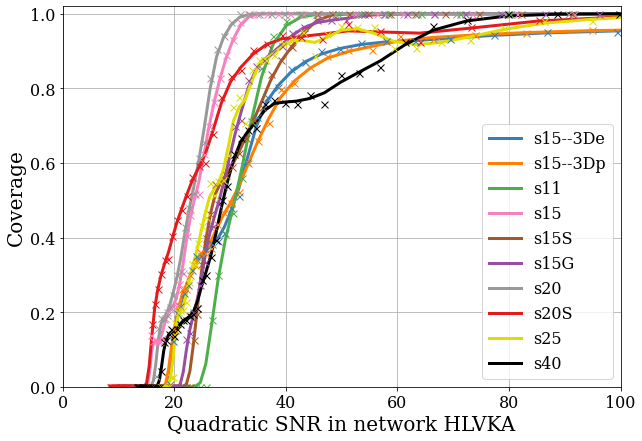 1.0
0.8
0.6
0.4
0.2
0.0
Coverage
0
20
40
60
80
100
Quadratic SNR in network HLVKA
s15--3De
s15--3Dp
s11
s15
s15S
s15G
s20
s20S
s25
s40